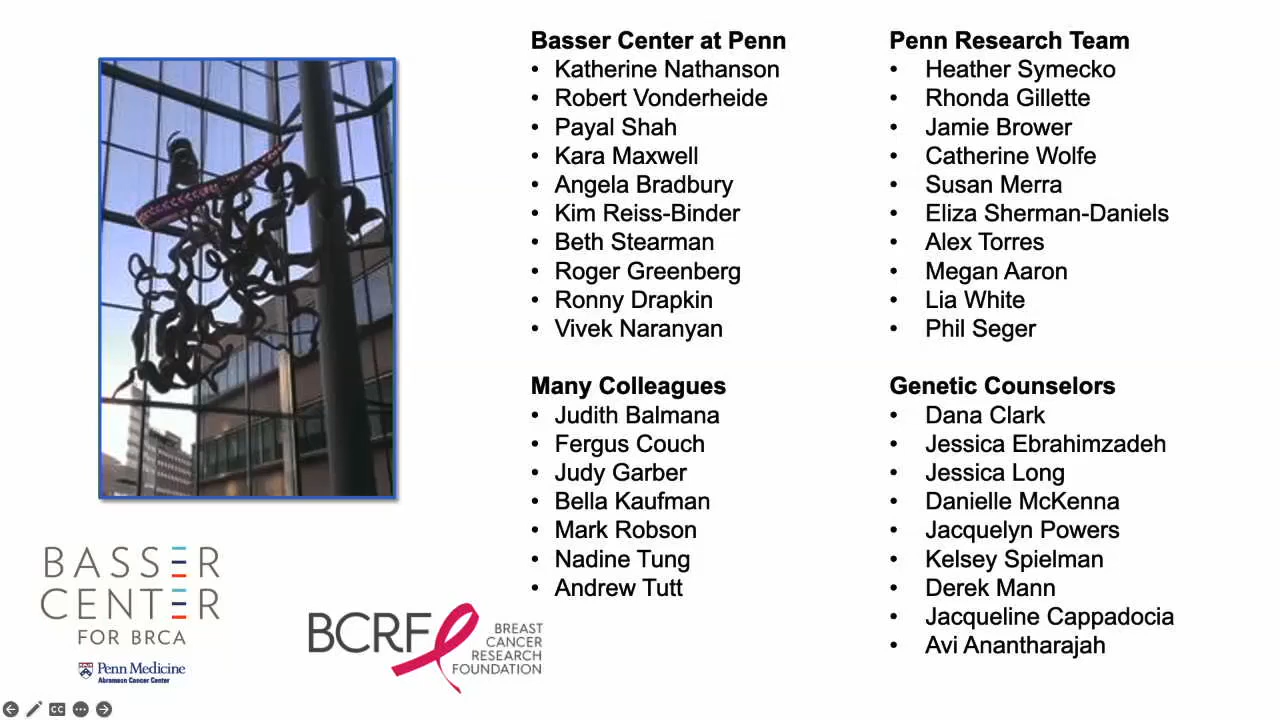 Basser Center at Penn
• Katherine Nathanson
• Robert Vonderheide
• Payal Shah
• Kara Maxwell
• Angela Bradbury
• Kim Reiss-Binder
• Beth Stearman
• Roger Greenberg
• Ronny Drapkin
• Vivek Naranyan
Many Colleagues
• Judith Balmana
• Fergus Couch
• Judy Garber
• Bella Kaufman
• Mark Robson
• Nadine Tung
• Andrew Tutt
Penn Research Team
• Heather Symecko
• Rhonda Gillette
• Jamie Brower
• Catherine Wolfe
• Susan Merra
• Eliza Sherman-Daniels
• Alex Torres
• Megan Aaron
• Lia White
• Phil Seger
Genetic Counselors
• Dana Clark
• Jessica Ebrahimzadeh
• Jessica Long
• Danielle McKenna
• Jacquelyn Powers
• Kelsey Spielman
• Derek Mann
• Jacqueline Cappadocia
• Avi Anantharajah
BASSER
CENTER
FOR BRCA
Penn Medicine
Abramson Cancer Center
BCRF
BREAST
CANCER
RESEARCH
FOUNDATION
CC